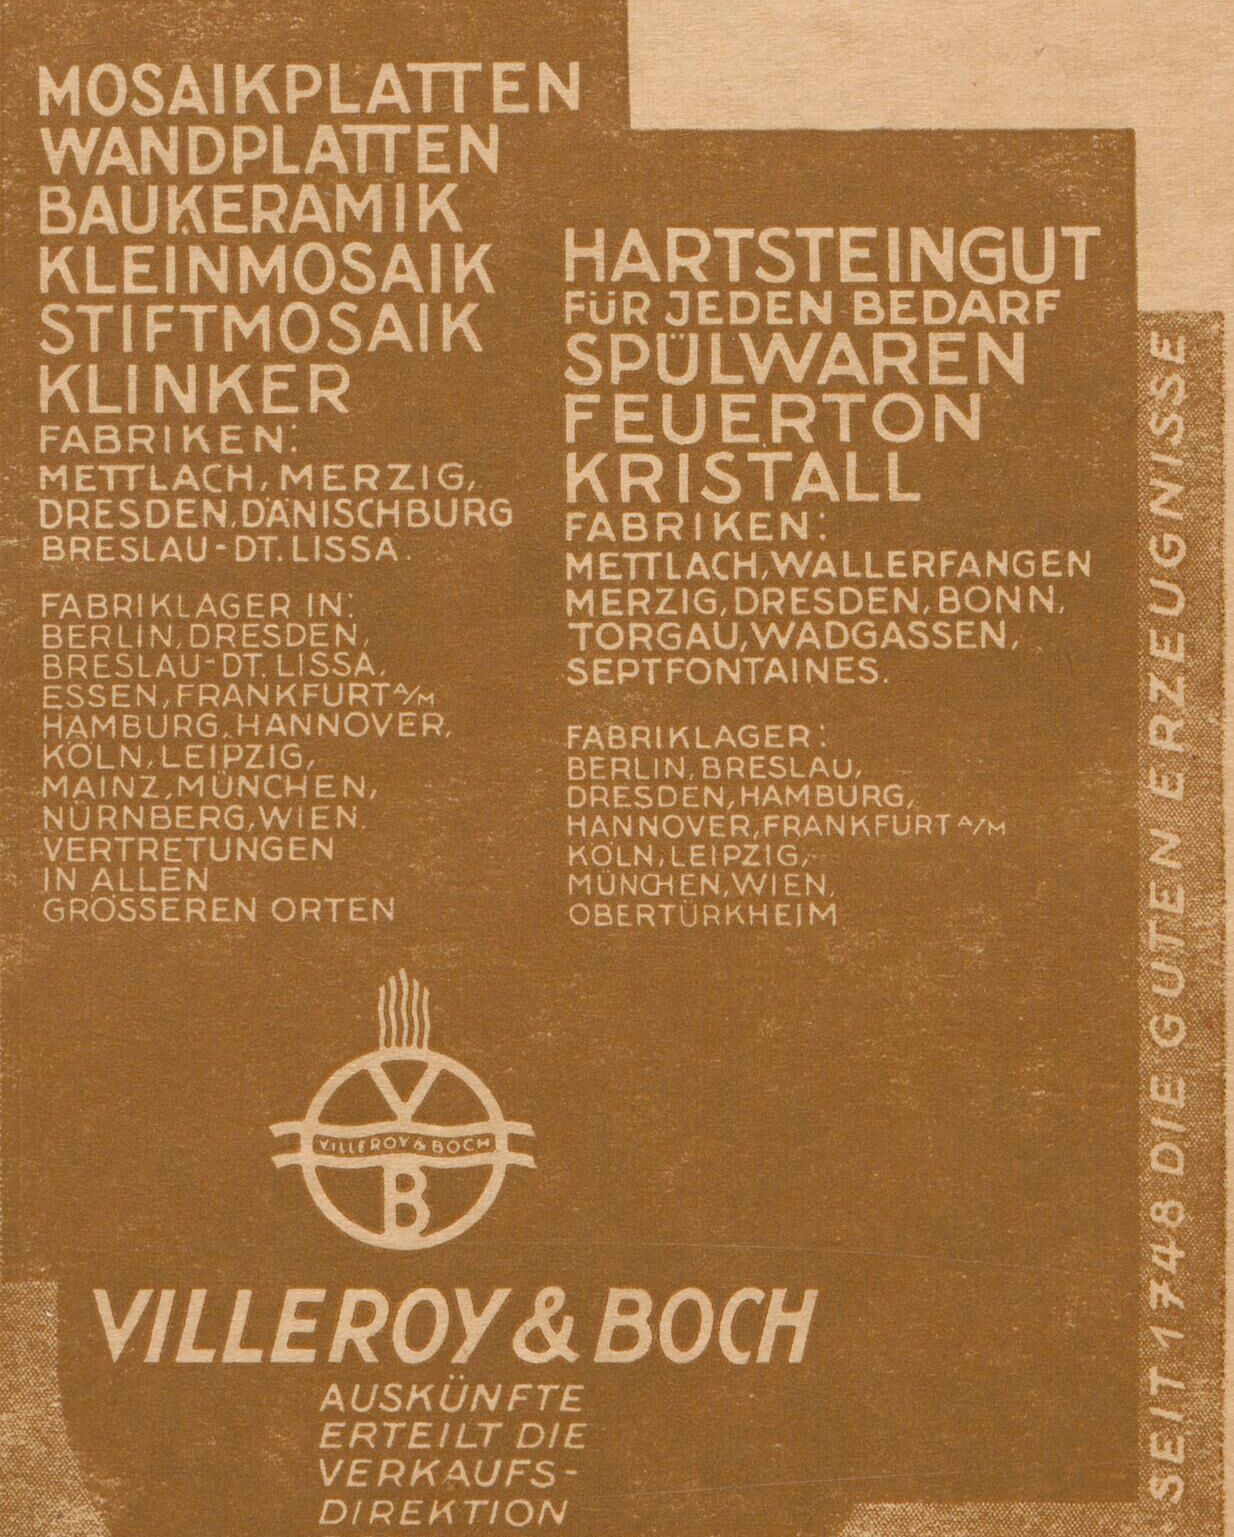 MOSAIKPLATTEN
WANDPLATTEN
BAUKERAMIK
KLEINMOSAIK
STIFTMOSAIK
KLINKER
FABRIKEN:
METTLACH, MERZIG,
DRESDEN, DÄNISCHBURG
BRESLAU-DT. LISSA.
FABRIKLAGER IN:
BERLIN, DRESDEN,
BRESLAU-DT. LISSA,
ESSEN, FRANKFURT A/M
HAMBURG, HANNOVER,
KÖLN, LEIPZIG,
MAINZ, MÜNCHEN,
NÜRNBERG, WIEN.
VERTRETUNGEN
IN ALLEN
GRÖSSEREN ORTEN
HARTSTEINGUT
FÜR JEDEN BEDARF
SPÜLWAREN
FEUERTON
KRISTALL
FABRIKEN:
METTLACH, WALLERFANGEN
MERZIG, DRESDEN, BONN,
TORGAU, WADGASSEN,
SEPTFONTAINES.
FABRIKLAGER:
BERLIN, BRESLAU,
DRESDEN, HAMBURG,
HANNOVER, FRANKFURT A/M
KÖLN, LEIPZIG,
MÜNCHEN, WIEN,
OBERTÜRKHEIM
V
VILLEROY & BOCH
B
VILLEROY & BOCH
AUSKÜNFTE
ERTEILT DIE
VERKAUFS-
DIREKTION
SEIT 1748 DIE GUTEN ERZEUGNISSE